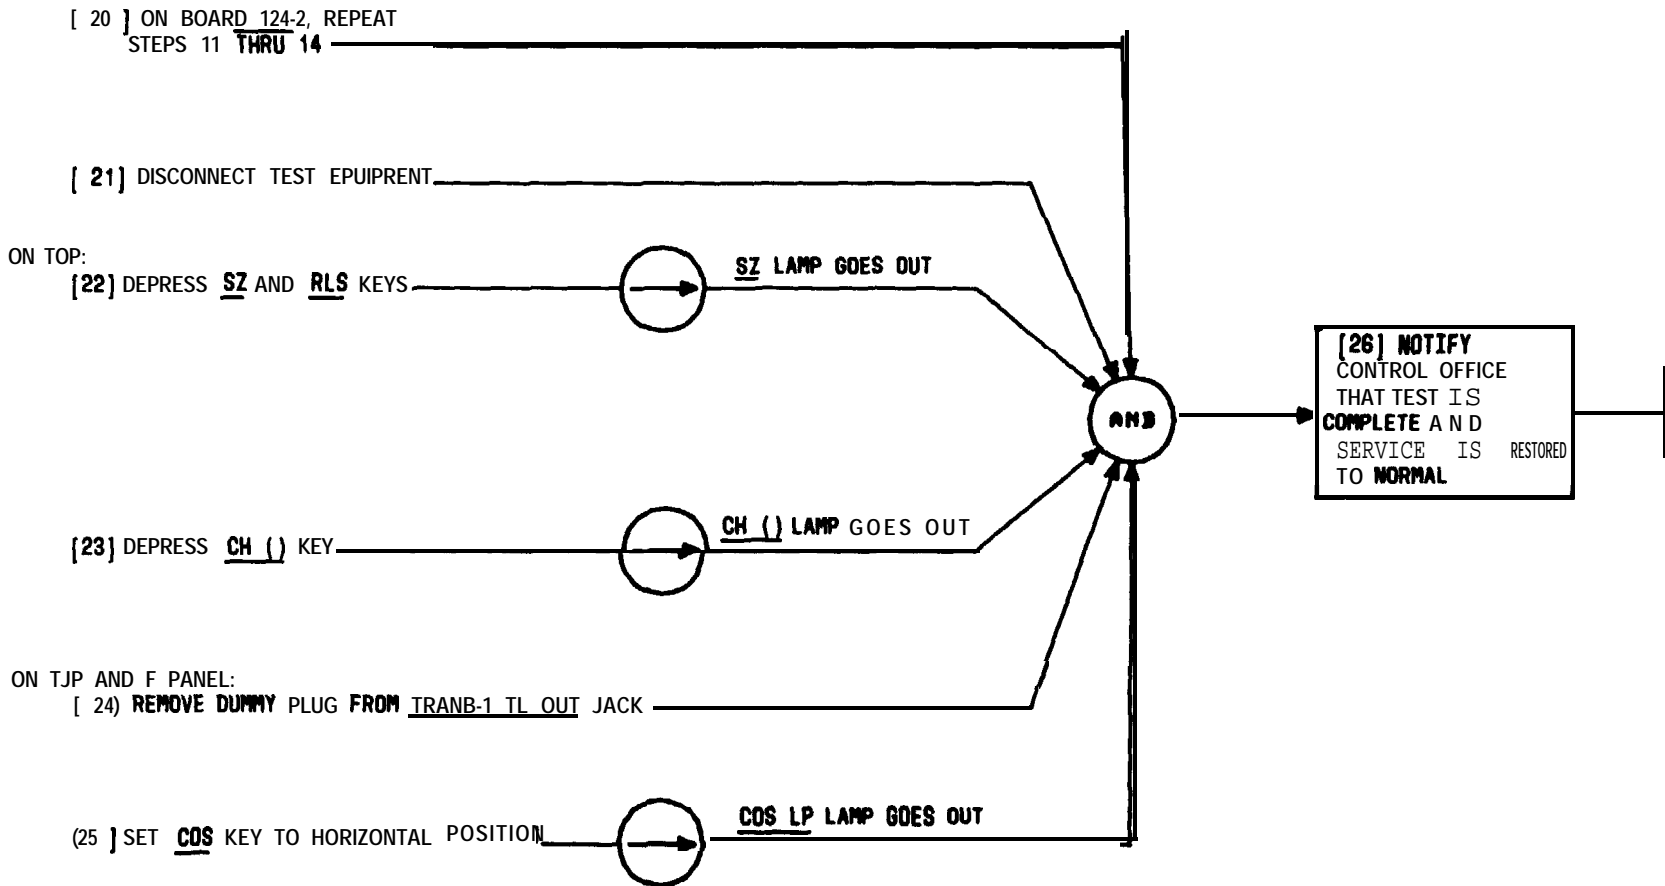 [ 20 ] ON BOARD 124-2, REPEAT
STEPS 11 THRU 14
[ 21] DISCONNECT TEST EPUIPRENT
ON TOP:
[22] DEPRESS SZ AND RLS KEYS
SZ LAMP GOES OUT
AND
[26] NOTIFY
CONTROL OFFICE
THAT TEST IS
COMPLETE AND
SERVICE IS RESTORED
TO NORMAL
[23] DEPRESS CH () KEY
CH () LAMP GOES OUT
ON TJP AND F PANEL:
[ 24) REMOVE DUMMY PLUG FROM TRANB-1 TL OUT JACK
(25 ] SET COS KEY TO HORIZONTAL POSITION
COS LP LAMP GOES OUT